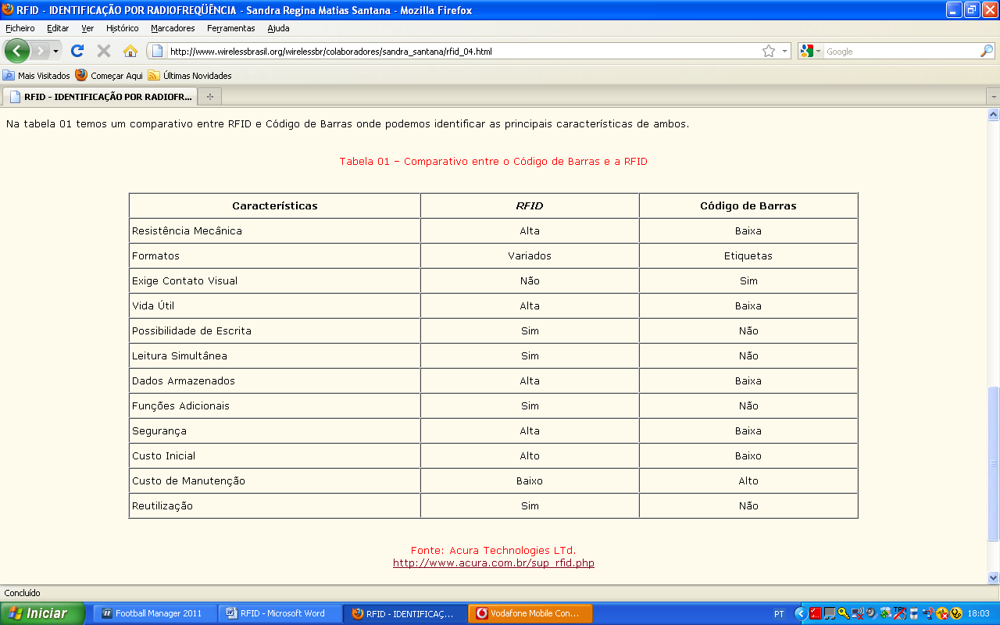 RFID - IDENTIFICAÇÃO POR RADIOFREQÜÊNCIA - Sandra Regina Matias Santana - Mozilla Firefox
Ficheiro Editar Ver Histórico Marcadores Ferramentas Ajuda
http://www.wirelessbrasil.org/wirelessbr/colaboradores/sandra_santana/rfid_04.html Google
Mais Visitados Começar Aqui Últimas Novidades
RFID - IDENTIFICAÇÃO POR RADIOFR...
Na tabela 01 temos um comparativo entre RFID e Código de Barras onde podemos identificar as principais características de ambos.
Tabela 01 – Comparativo entre o Código de Barras e a RFID
Características RFID Código de Barras
Resistência Mecânica Alta Baixa
Formatos Variados Etiquetas
Exige Contato Visual Não Sim
Vida Útil Alta Baixa
Possibilidade de Escrita Sim Não
Leitura Simultânea Sim Não
Dados Armazenados Alta Baixa
Funções Adicionais Sim Não
Segurança Alta Baixa
Custo Inicial Alto Baixo
Custo de Manutenção Baixo Alto
Reutilização Sim Não
Fonte: Acura Technologies LTd.
http://www.acura.com.br/sup_rfid.php
Concluído
Iniciar Football Manager 2011 RFID - Microsoft Word RFID - IDENTIFICAÇ... Vodafone Mobile Con... PT 18:03